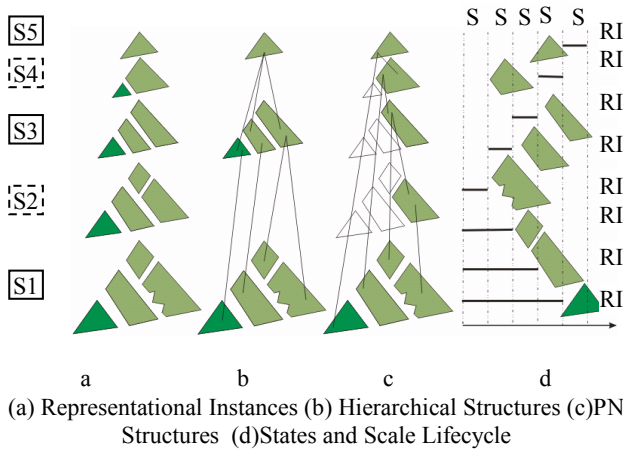 S S S S S
S5 RI
S4 RI
S3 RI
RI
S2 RI
RI
S1 RI
RI
a b c d
(a) Representational Instances (b) Hierarchical Structures (c)PN
Structures (d)States and Scale Lifecycle